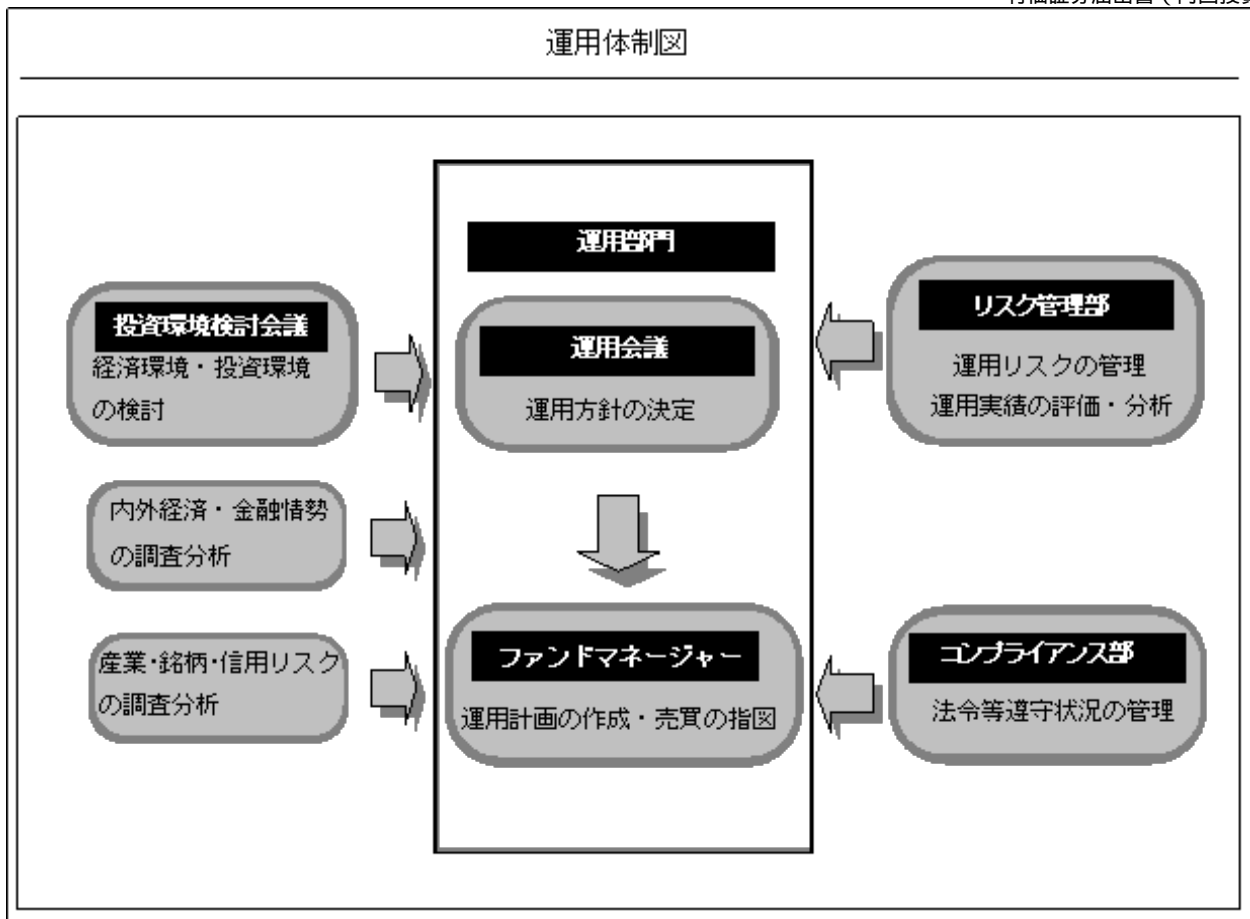 運用体制図
運用部門
投資環境検討会議
経済環境・投資環境
の検討
運用会議
運用方針の決定
リスク管理部
運用リスクの管理
運用実績の評価・分析
内外経済・金融情勢
の調査分析
産業・銘柄・信用リスク
の調査分析
ファンドマネージャー
運用計画の作成・売買の指図
コンプライアンス部
法令等遵守状況の管理